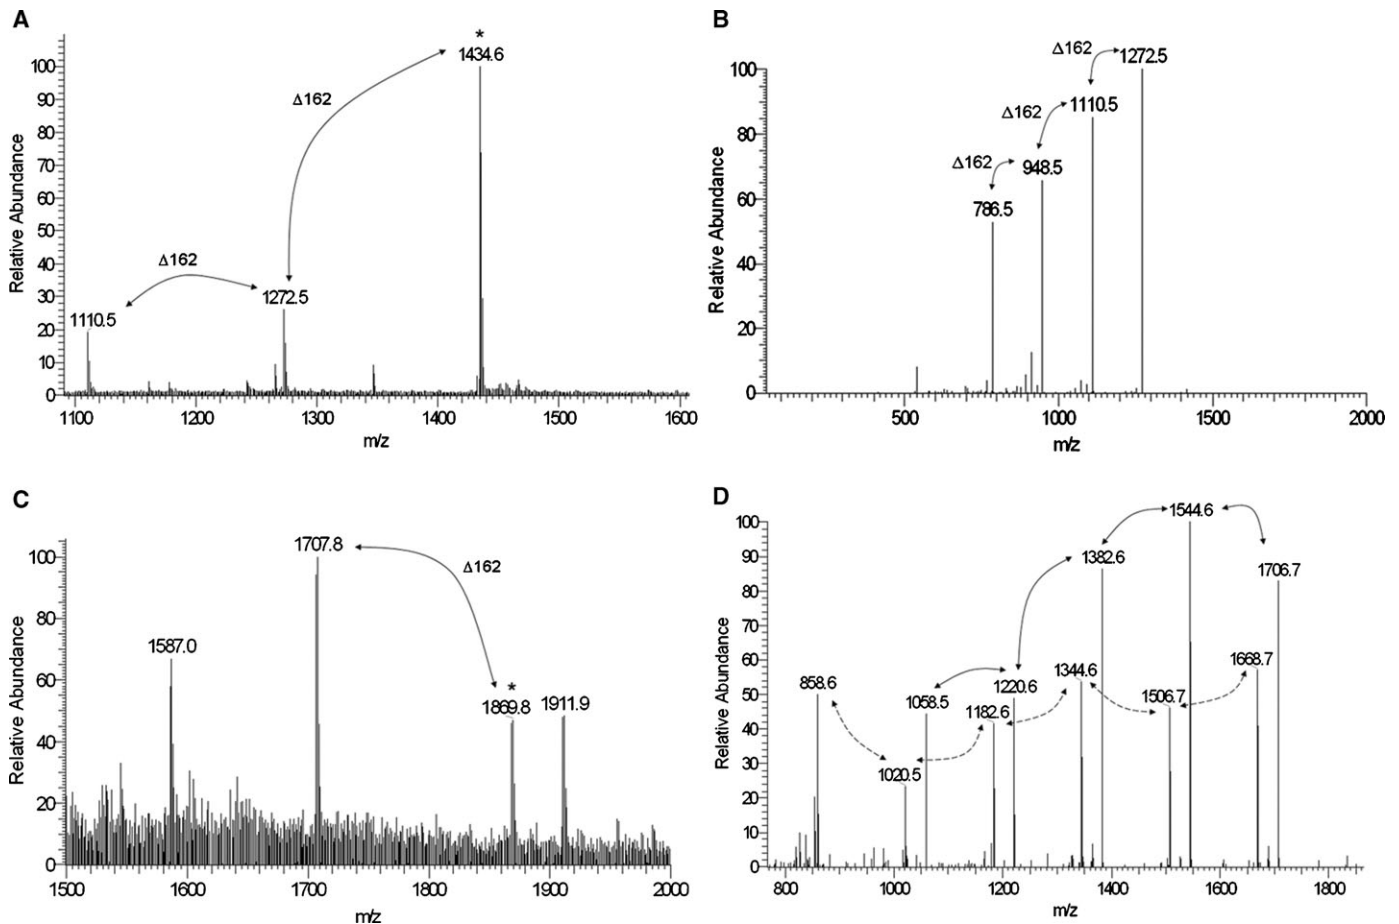 A
*
1434.6
Δ162
Δ162
1272.5
1110.5
Relative Abundance
100
90
80
70
60
50
40
30
20
10
0
1100 1200 1300 1400 1500 1600
m/z
B
Δ162
1272.5
1110.5
Δ162
948.5
Δ162
786.5
Relative Abundance
100
80
60
40
20
0
500 1000 1500 2000
m/z
C
1707.8
Δ162
1587.0
*
1869.8
1911.9
Relative Abundance
100
80
60
40
20
0
1500 1600 1700 1800 1900 2000
m/z
D
1544.6
1382.6
1706.7
1668.7
1344.6
1220.6
858.6
1506.7
1058.5
1182.6
1020.5
Relative Abundance
100
90
80
70
60
50
40
30
20
10
0
800 1000 1200 1400 1600 1800
m/z